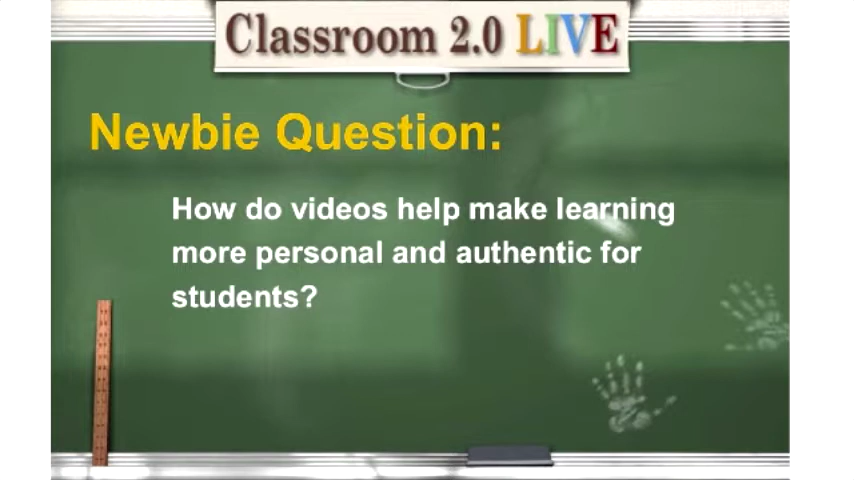 Classroom 2.0 LIVE
Newbie Question:
How do videos help make learning
more personal and authentic for
students?